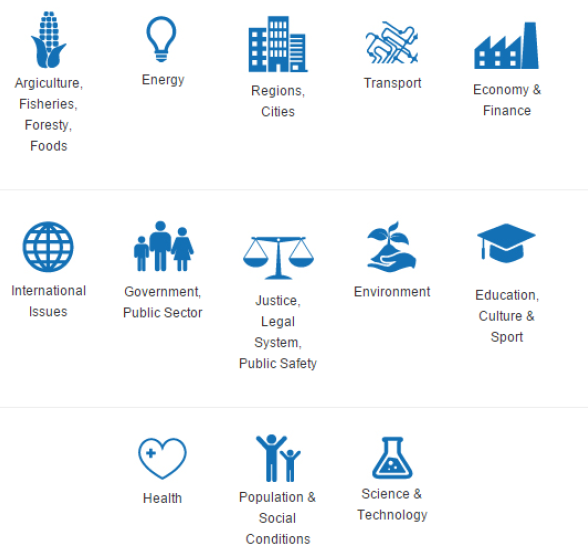 Argiculture,
Fisheries,
Foresty,
Foods
Energy
Regions,
Cities
Transport
Economy &
Finance
International
Issues
Government,
Public Sector
Justice,
Legal
System,
Public Safety
Environment
Education,
Culture &
Sport
Health
Population &
Social
Conditions
Science &
Technology